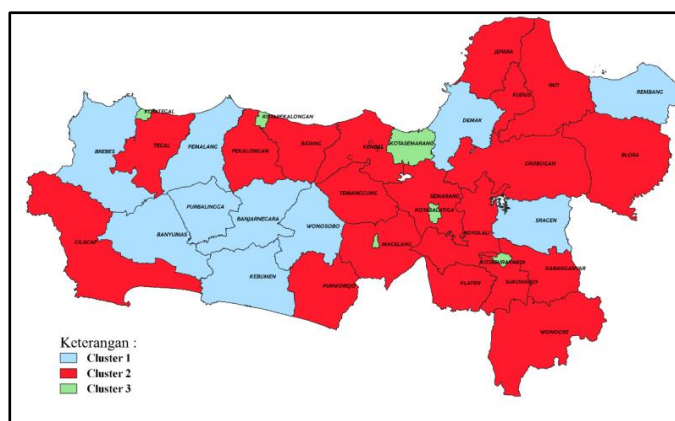 JEPARA
PATI
KUDUS
REMBANG
KOTATEGAL
KOTAPEKALONGAN
DEMAK
BREBES
TEGAL
PEMALANG
PEKALONGAN
BATANG
KENDAL
KOTASEMARANG
GROBOGAN
BLORA
PURBALINGGA
BANJARNEGARA
TEMANGGUNG
SEMARANG
KOTASALATIGA
WONOSOBO
BOYOLALI
SRAGEN
CILACAP
BANYUMAS
MAGELANG
KOTASURAKARTA
KARANGANYAR
KEBUMEN
PURWOREJO
KLATEN
SUKOHARJO
WONOGIRI
Keterangan :
Cluster 1
Cluster 2
Cluster 3